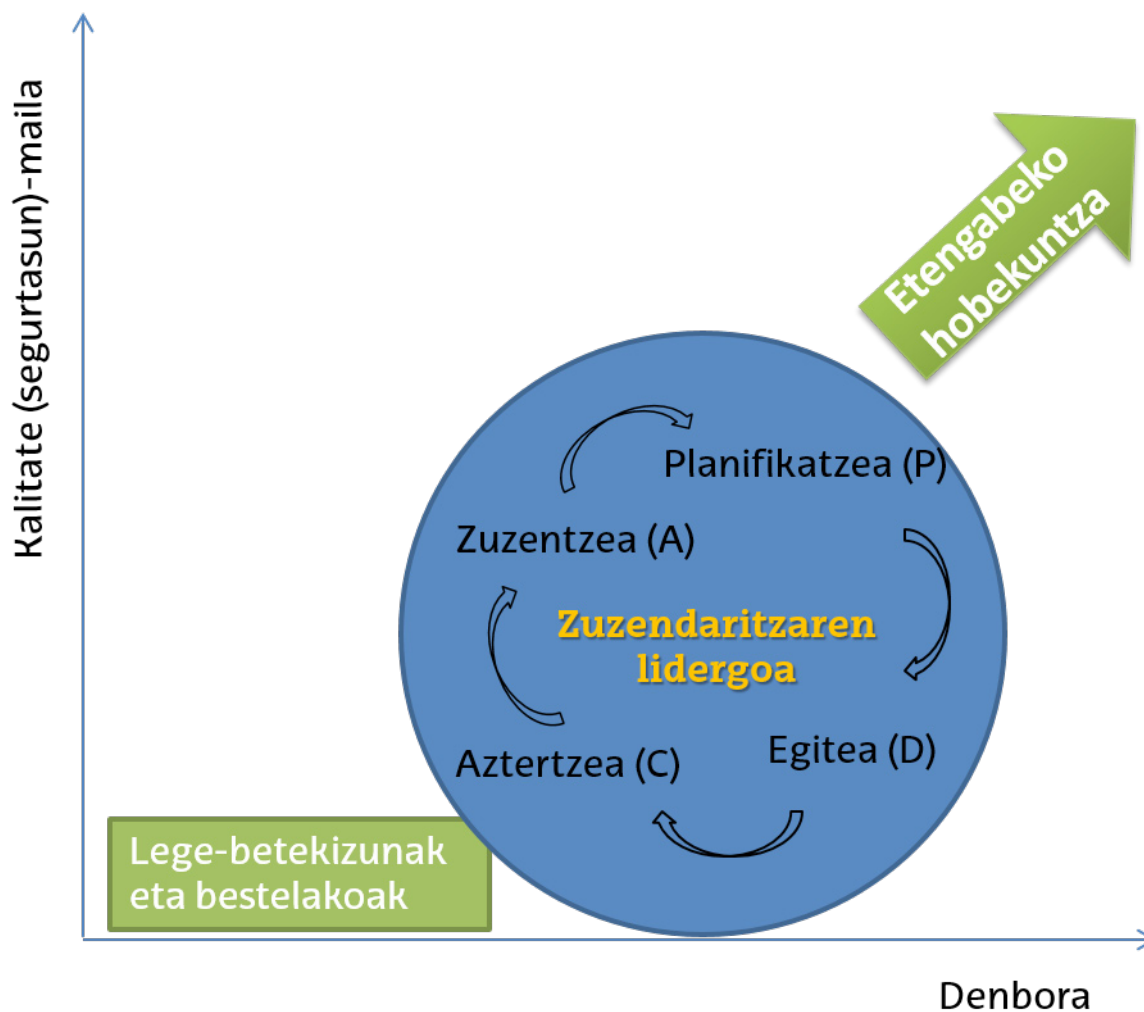 Kalitate (segurtasun)-maila
Etengabeko
hobekuntza
Planifikatzea (P)
Zuzentzea (A)
Zuzendaritzaren
lidergoa
Egitea (D)
Aztertzea (C)
Lege-betekizunak
eta bestelakoak
Denbora